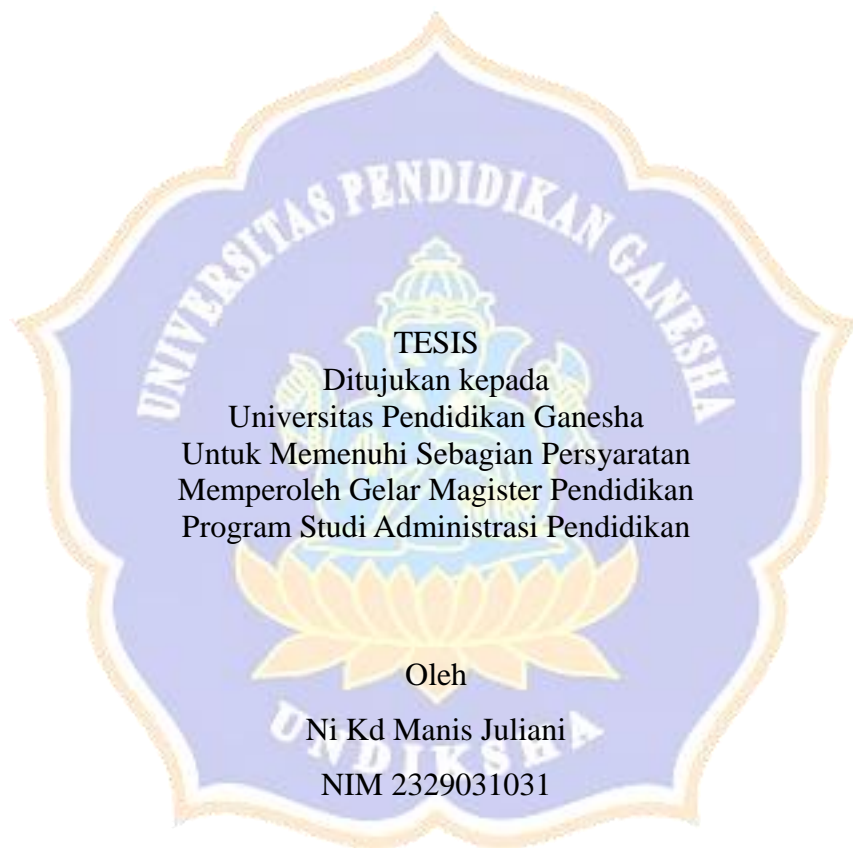 UNIVERSITAS PENDIDIKAN GANESHA
TESIS
Ditujukan kepada
Universitas Pendidikan Ganesha
Untuk Memenuhi Sebagian Persyaratan
Memperoleh Gelar Magister Pendidikan
Program Studi Administrasi Pendidikan
Oleh
Ni Kd Manis Juliani
UNDIKSHA
NIM 2329031031